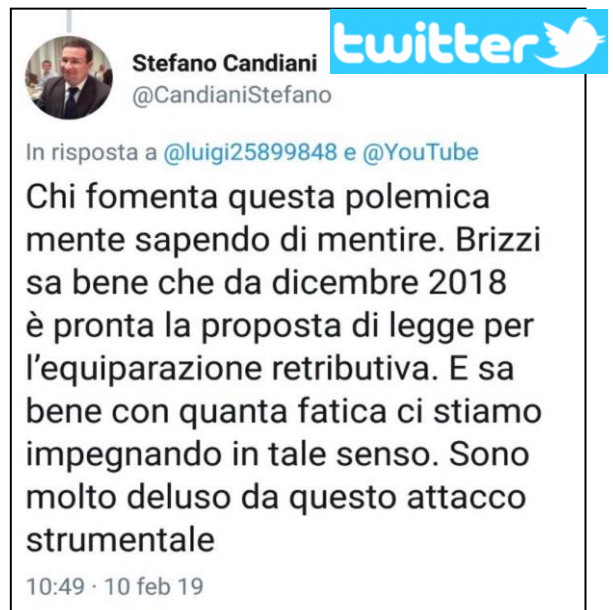 twitter
Stefano Candiani
@CandianiStefano
In risposta a @luigi25899848 e @YouTube
Chi fomenta questa polemica
mente sapendo di mentire. Brizzi
sa bene che da dicembre 2018
è pronta la proposta di legge per
l'equiparazione retributiva. E sa
bene con quanta fatica ci stiamo
impegnando in tale senso. Sono
molto deluso da questo attacco
strumentale
10:49 · 10 feb 19